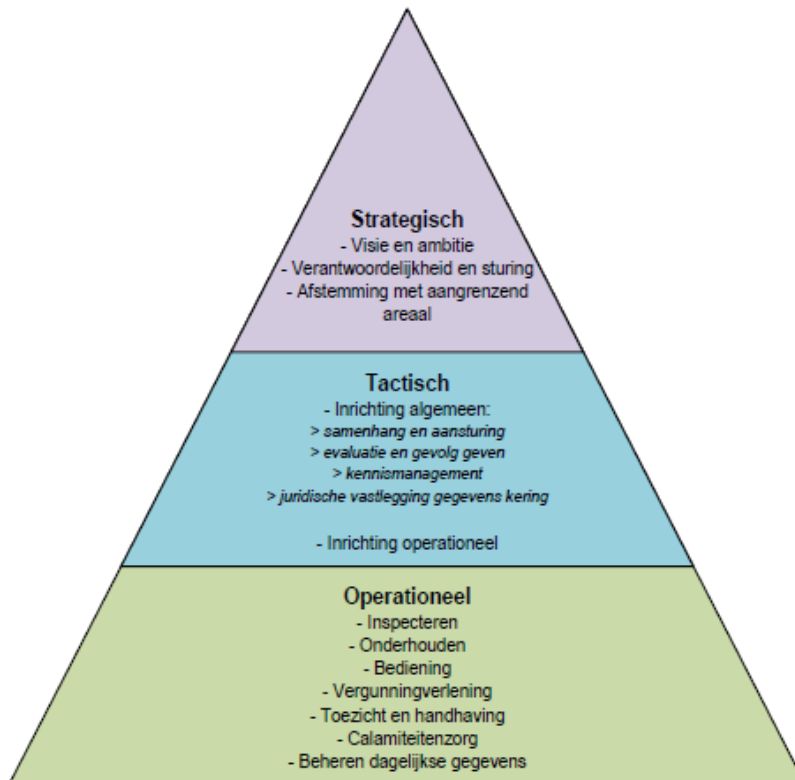 Strategisch
- Visie en ambitie
- Verantwoordelijkheid en sturing
- Afstemming met aangrenzend
areaal
Tactisch
- Inrichting algemeen:
> samenhang en aansturing
> evaluatie en gevolg geven
> kennismanagement
> juridische vastlegging gegevens kering
- Inrichting operationeel
Operationeel
- Inspecteren
- Onderhouden
- Bediening
- Vergunningverlening
- Toezicht en handhaving
- Calamiteitenzorg
- Beheren dagelijkse gegevens